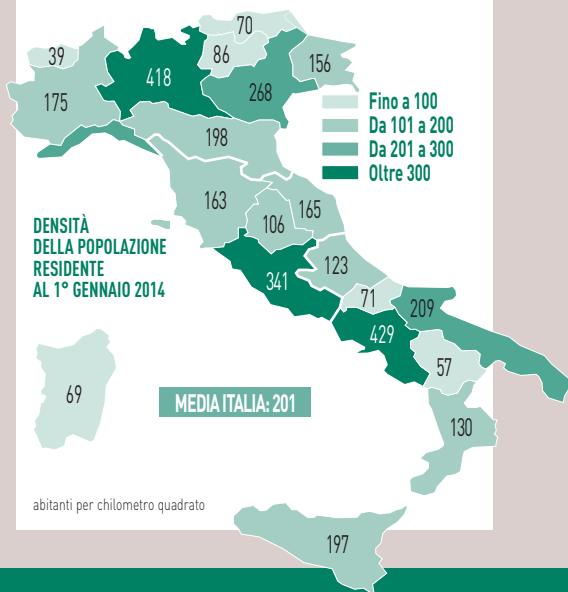 70
39
86
156
418
175
268
Fino a 100
Da 101 a 200
Da 201 a 300
Oltre 300
198
163
165
106
DENSITÀ
DELLA POPOLAZIONE
RESIDENTE
AL 1° GENNAIO 2014
123
341
71
209
429
57
69
MEDIA ITALIA: 201
130
abitanti per chilometro quadrato
197